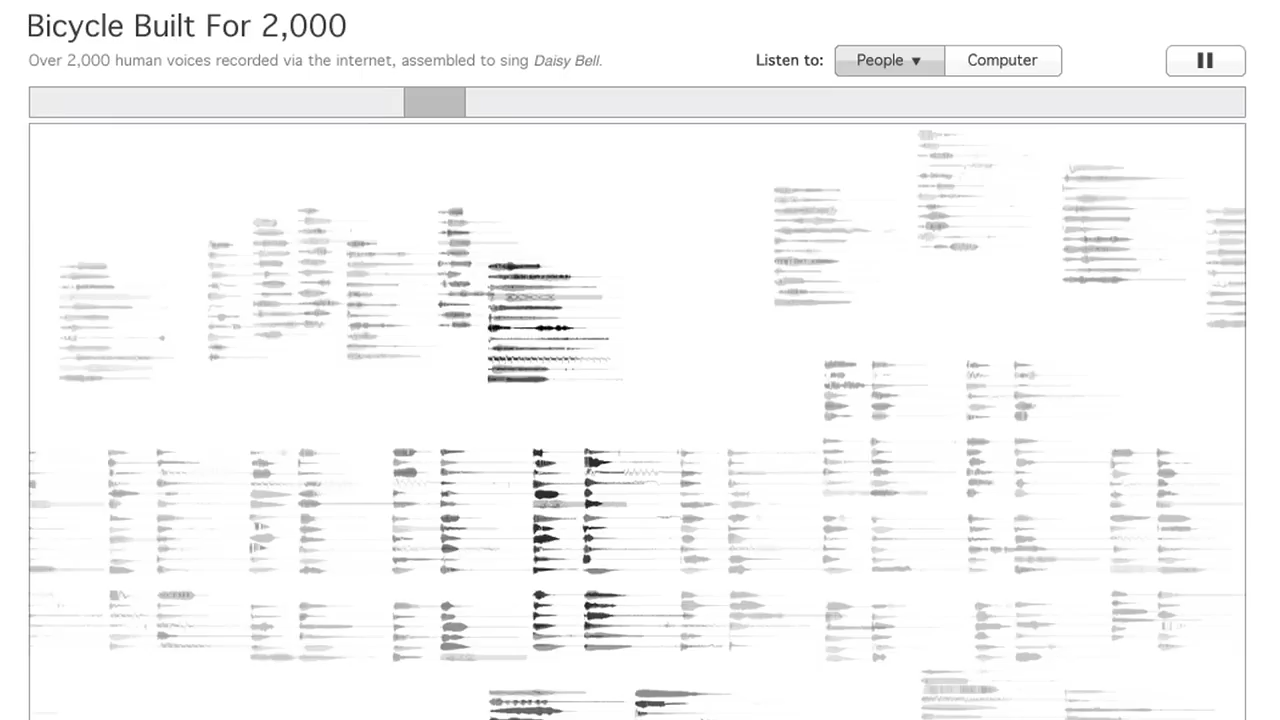 Bicycle Built For 2,000
Over 2,000 human voices recorded via the internet, assembled to sing Daisy Bell.
Listen to: People ▼ Computer